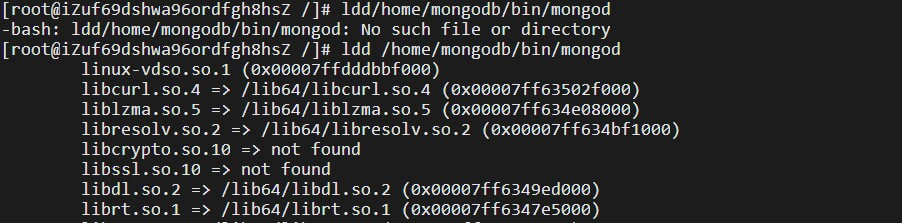 [root@iZuf69dshwa96ordfgh8hsZ /]# ldd/home/mongodb/bin/mongod
-bash: ldd/home/mongodb/bin/mongod: No such file or directory
[root@iZuf69dshwa96ordfgh8hsZ /]# ldd /home/mongodb/bin/mongod
linux-vdso.so.1 (0x00007ffdddbbf000)
libcurl.so.4 => /lib64/libcurl.so.4 (0x00007ff63502f000)
liblzma.so.5 => /lib64/liblzma.so.5 (0x00007ff634e08000)
libresolv.so.2 => /lib64/libresolv.so.2 (0x00007ff634bf1000)
libcrypto.so.10 => not found
libssl.so.10 => not found
libdl.so.2 => /lib64/libdl.so.2 (0x00007ff6349ed000)
librt.so.1 => /lib64/librt.so.1 (0x00007ff6347e5000)